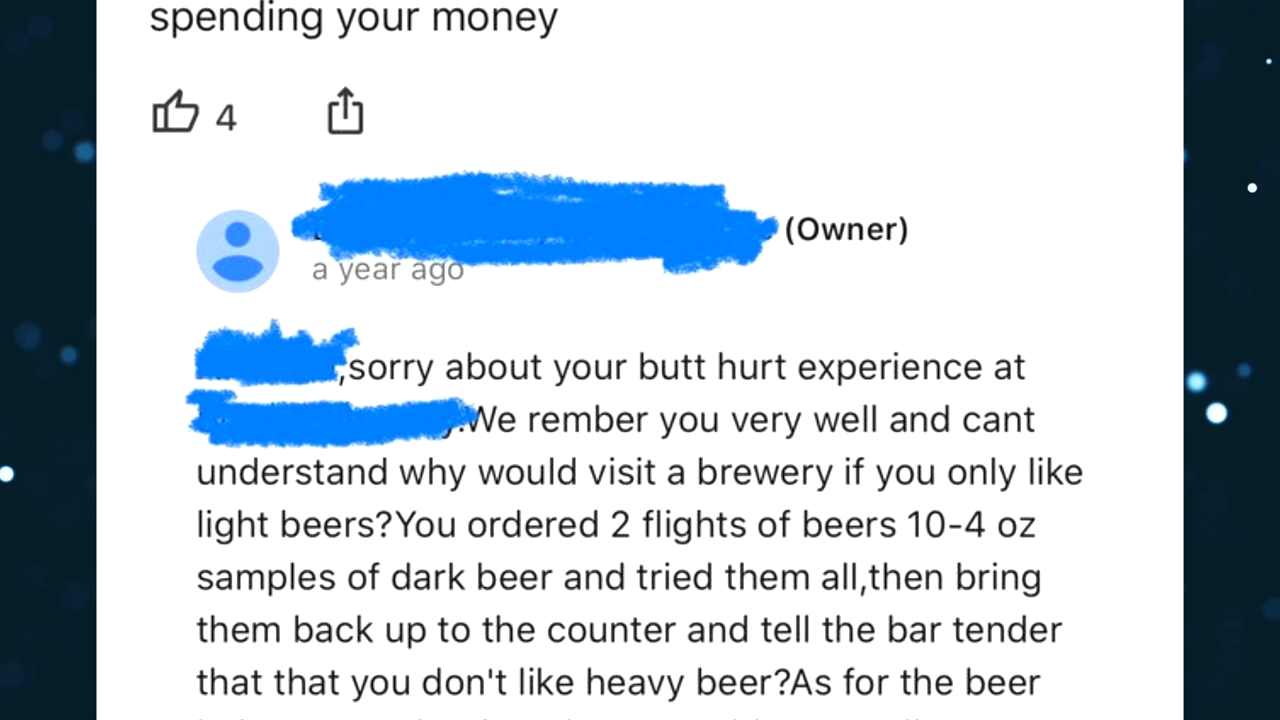 spending your money
4
(Owner)
a year ago
,sorry about your butt hurt experience at
.We rember you very well and cant
understand why would visit a brewery if you only like
light beers?You ordered 2 flights of beers 10-4 oz
samples of dark beer and tried them all,then bring
them back up to the counter and tell the bar tender
that that you don't like heavy beer?As for the beer